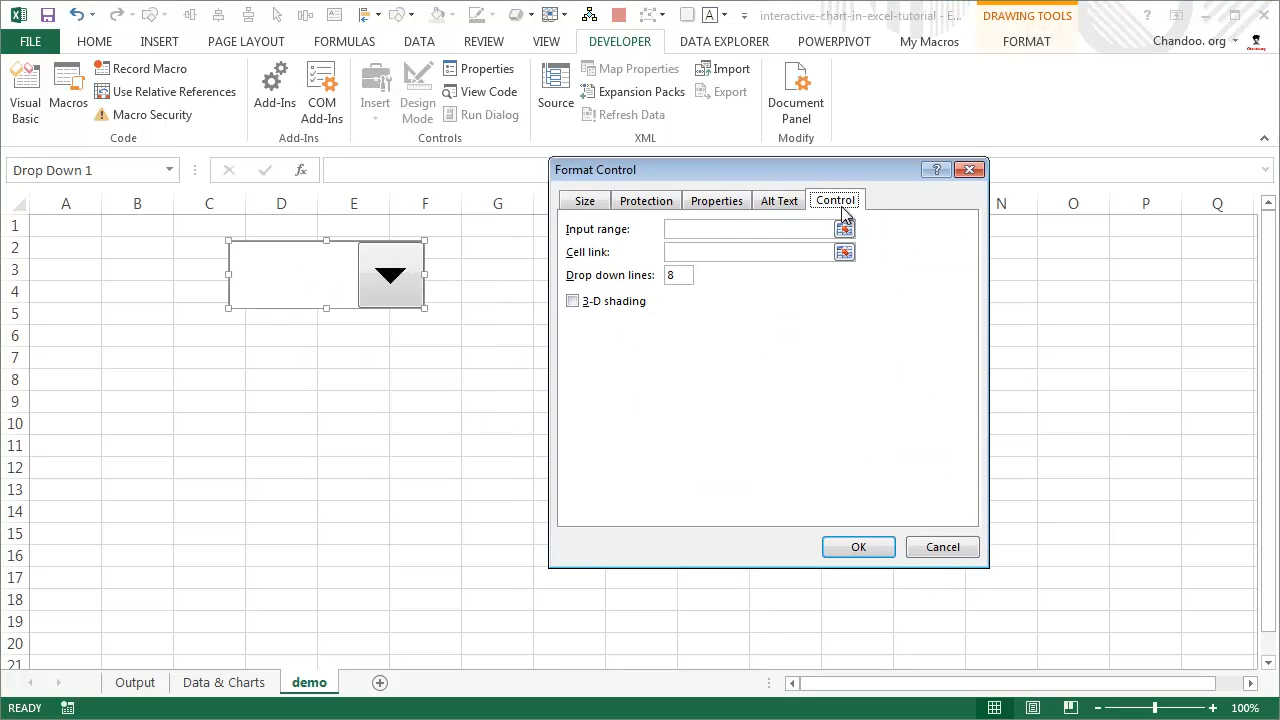 interactive-chart-in-excel-tutorial - E...
DRAWING TOOLS
FILE HOME INSERT PAGE LAYOUT FORMULAS DATA REVIEW VIEW DEVELOPER DATA EXPLORER POWERPIVOT My Macros FORMAT Chandoo. org
Visual Basic
Macros
Record Macro
Use Relative References
Macro Security
Code
Add-Ins
COM Add-Ins
Add-Ins
Insert
Design Mode
Properties
View Code
Run Dialog
Controls
Source
Map Properties
Expansion Packs
Refresh Data
Import
Export
XML
Document Panel
Modify
Drop Down 1
fx
Format Control
Size Protection Properties Alt Text Control
Input range:
Cell link:
Drop down lines: 8
3-D shading
OK Cancel
A B C D E F G N O P Q
1
2
3
4
5
6
7
8
9
10
11
12
13
14
15
16
17
18
19
20
21
Output Data & Charts demo
READY
100%